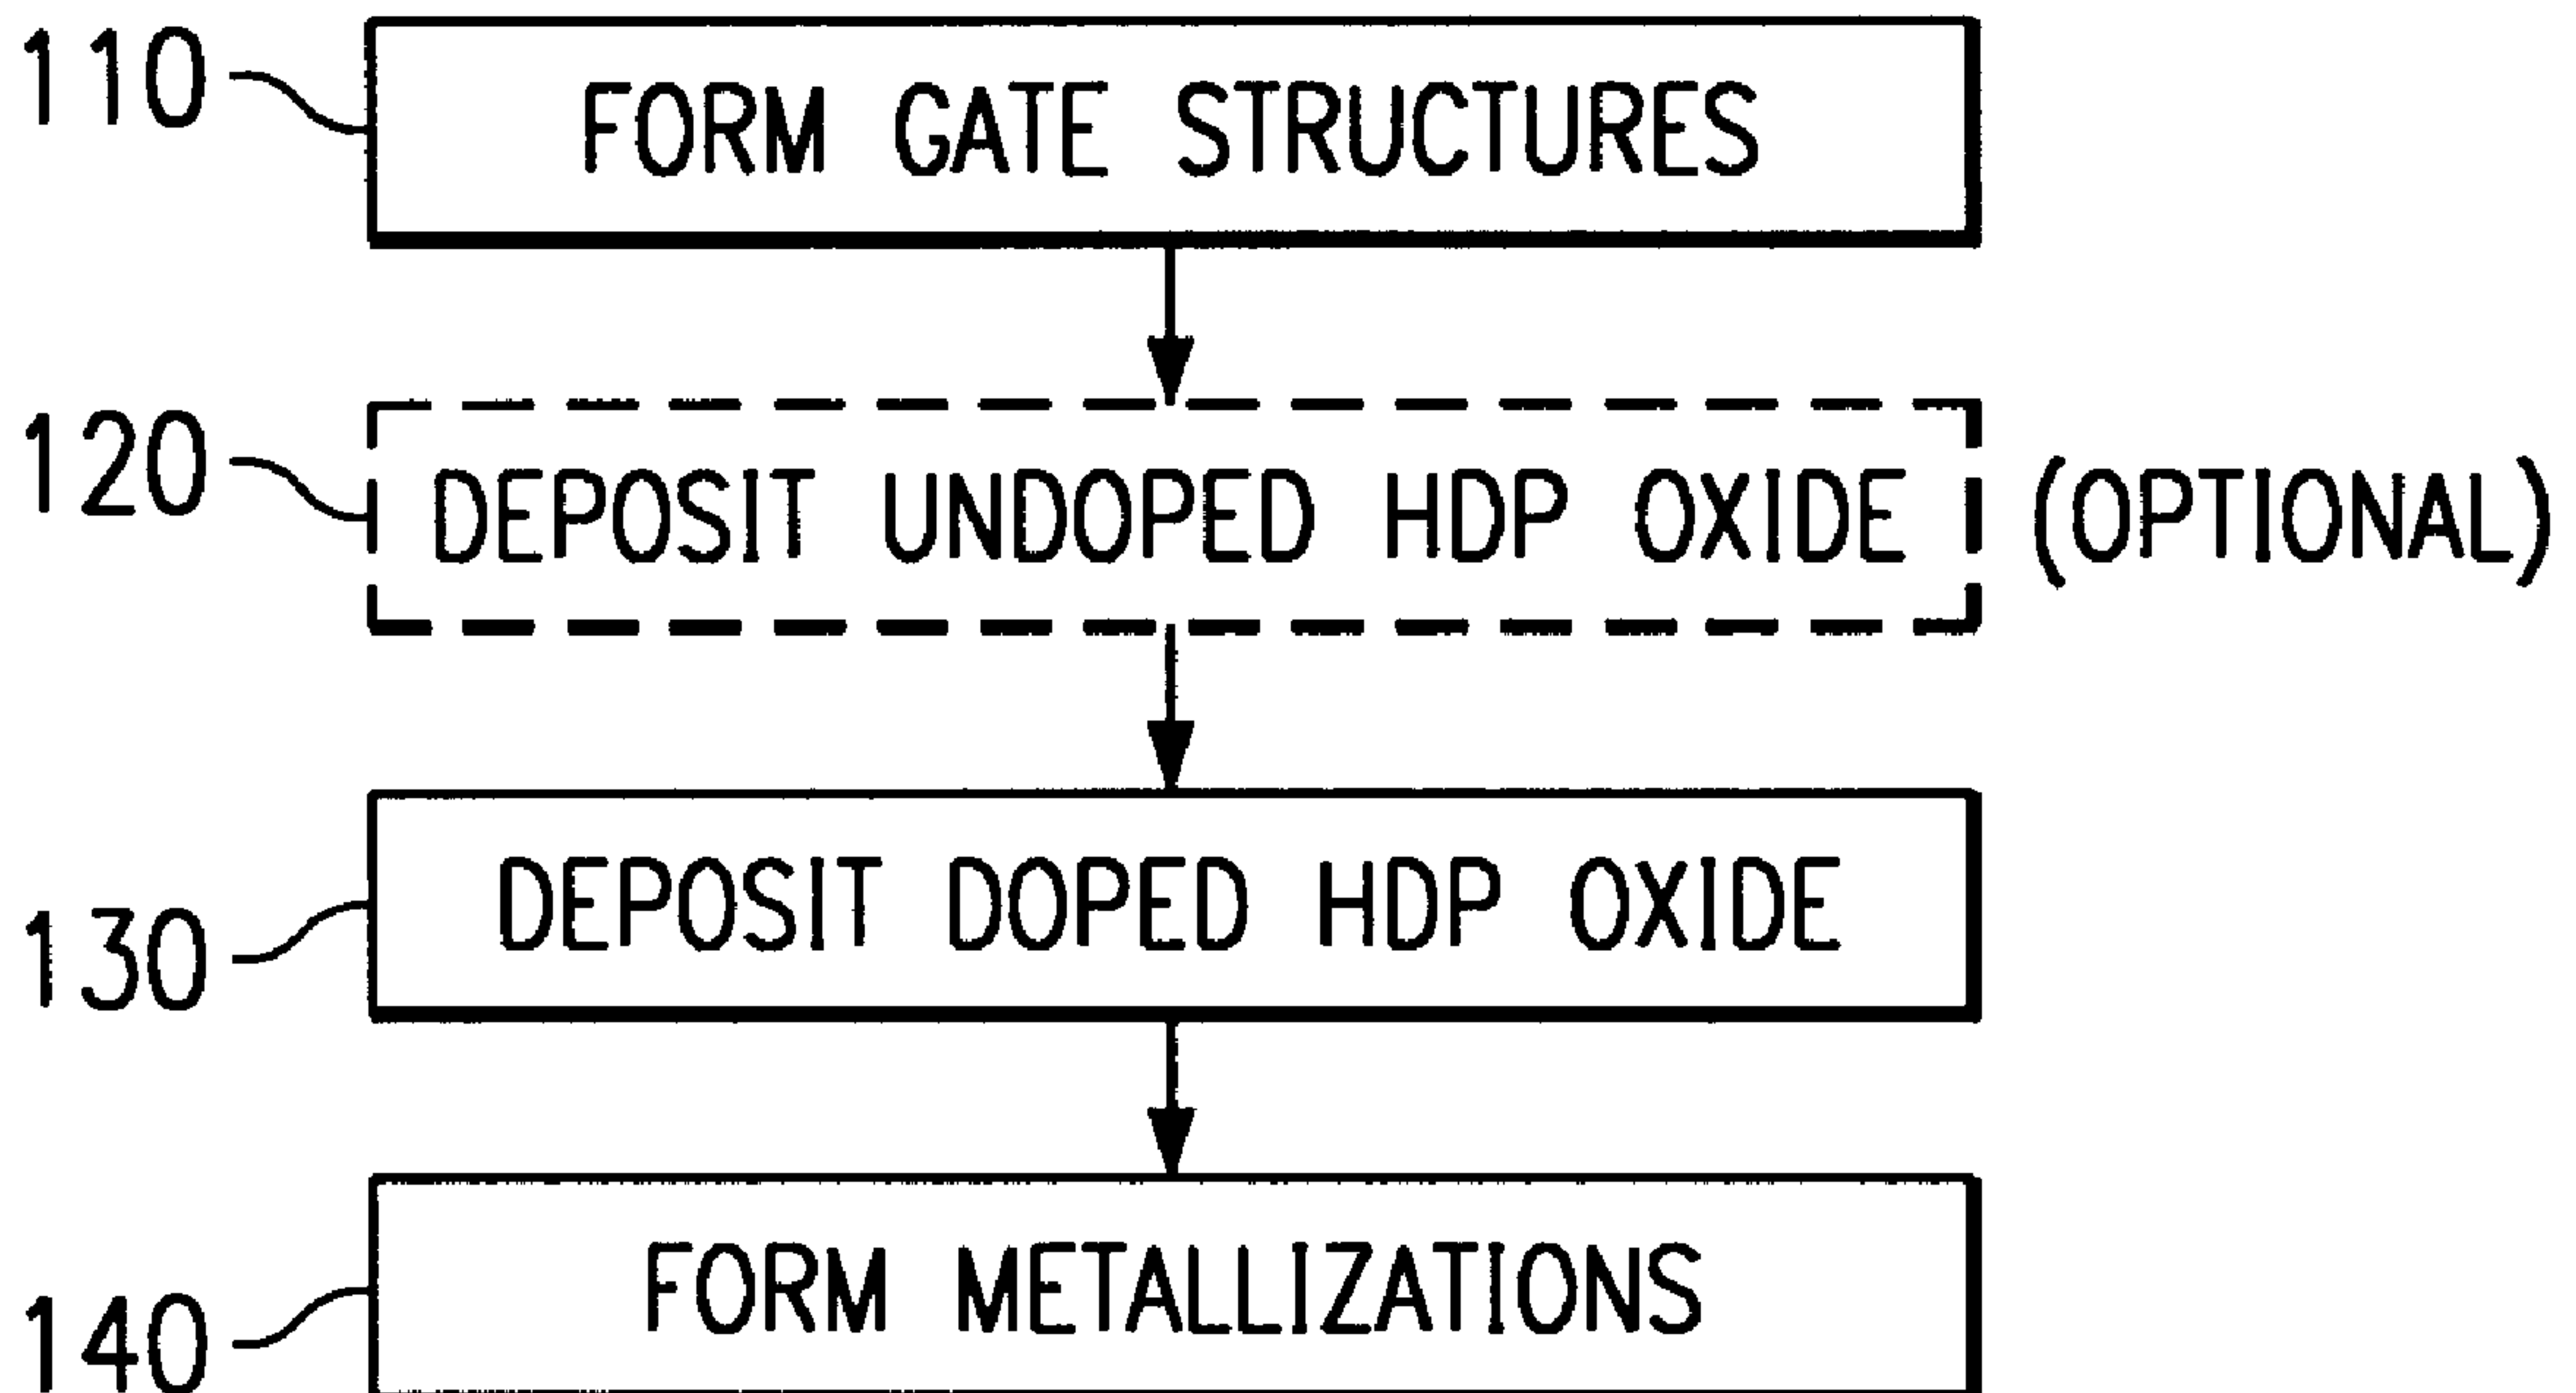 110 FORM GATE STRUCTURES
120 DEPOSIT UNDOPED HDP OXIDE (OPTIONAL)
130 DEPOSIT DOPED HDP OXIDE
140 FORM METALLIZATIONS